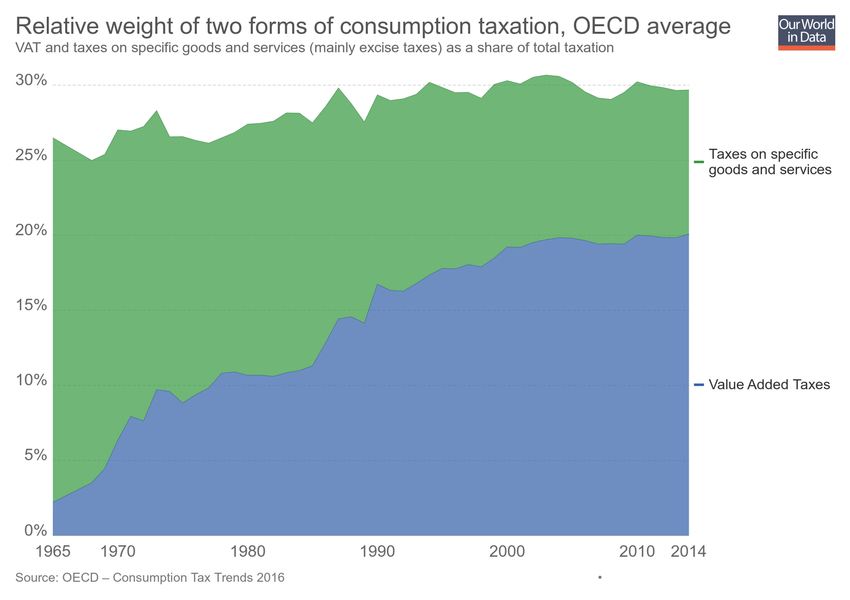 Relative weight of two forms of consumption taxation, OECD average
Our World
in Data
VAT and taxes on specific goods and services (mainly excise taxes) as a share of total taxation
30%
25%
20%
15%
10%
5%
0%
Taxes on specific
goods and services
Value Added Taxes
1965 1970 1980 1990 2000 2010 2014
Source: OECD – Consumption Tax Trends 2016